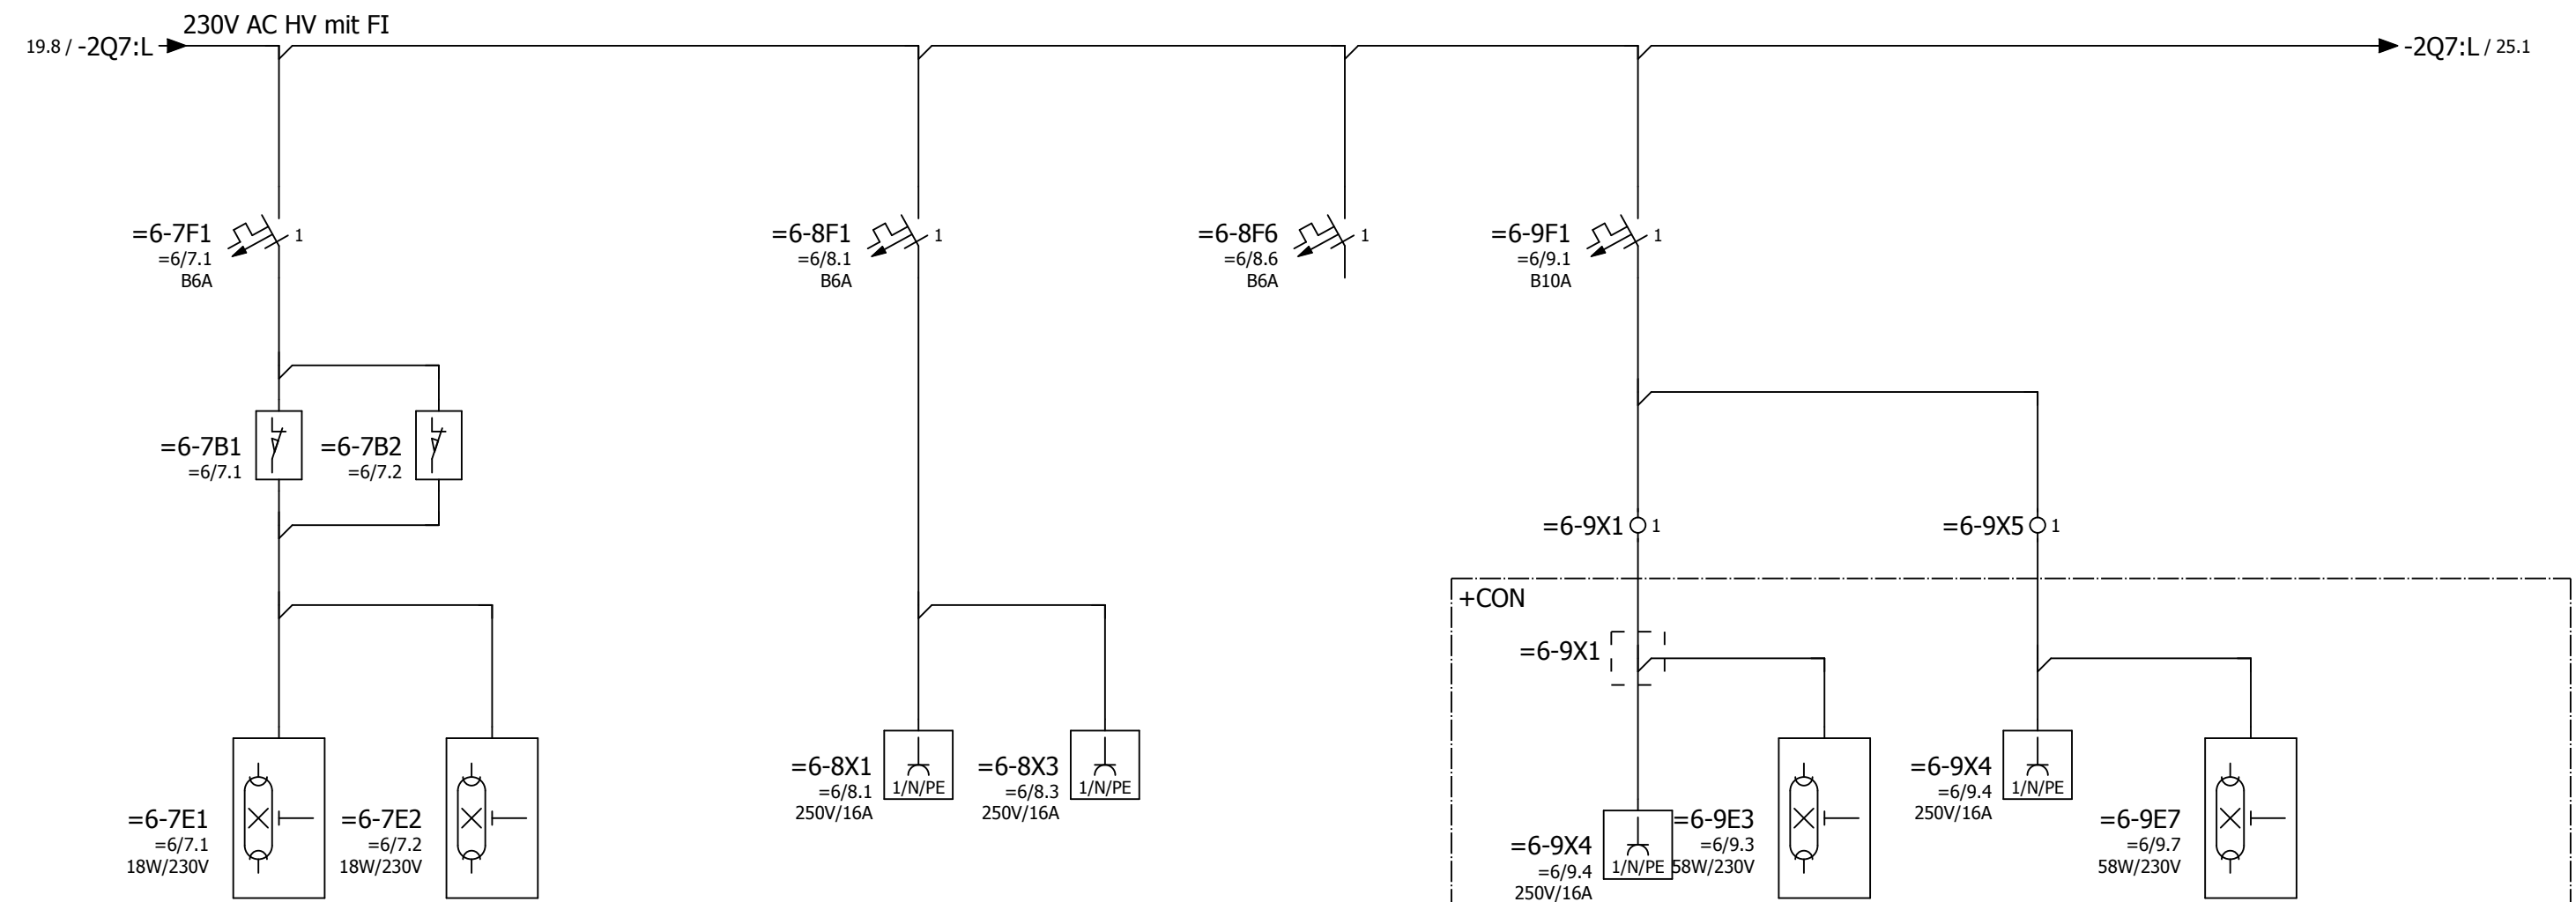 230V AC HV mit FI
19.8 / -2Q7:L
-2Q7:L / 25.1
=6-7F1
1
=6/7.1
B6A
=6-8F1
1
=6/8.1
B6A
=6-8F6
1
=6/8.6
B6A
=6-9F1
1
=6/9.1
B10A
=6-7B1
=6/7.1
=6-7B2
=6/7.2
=6-9X1
1
=6-9X5
1
+CON
=6-9X1
=6-7E1
=6/7.1
18W/230V
=6-7E2
=6/7.2
18W/230V
=6-8X1
=6/8.1
250V/16A
1/N/PE
=6-8X3
=6/8.3
250V/16A
1/N/PE
=6-9X4
=6/9.4
250V/16A
1/N/PE
=6-9E3
=6/9.3
58W/230V
=6-9X4
=6/9.4
250V/16A
1/N/PE
=6-9E7
=6/9.7
58W/230V